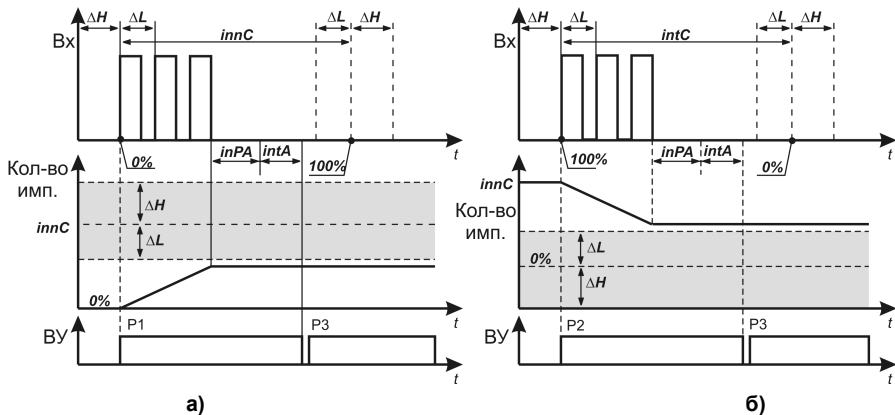 ΔH ΔL ΔL ΔH
Вх
innC
0%
inPA intA
100%
t
Кол-во
имп.
innC
ΔH
ΔL
0%
t
ВУ
P1 P3
t
а)
ΔH ΔL ΔL ΔH
Вх
intC
100%
inPA intA
0%
t
innC
Кол-во
имп.
0%
ΔL
ΔH
t
ВУ
P2 P3
t
б)